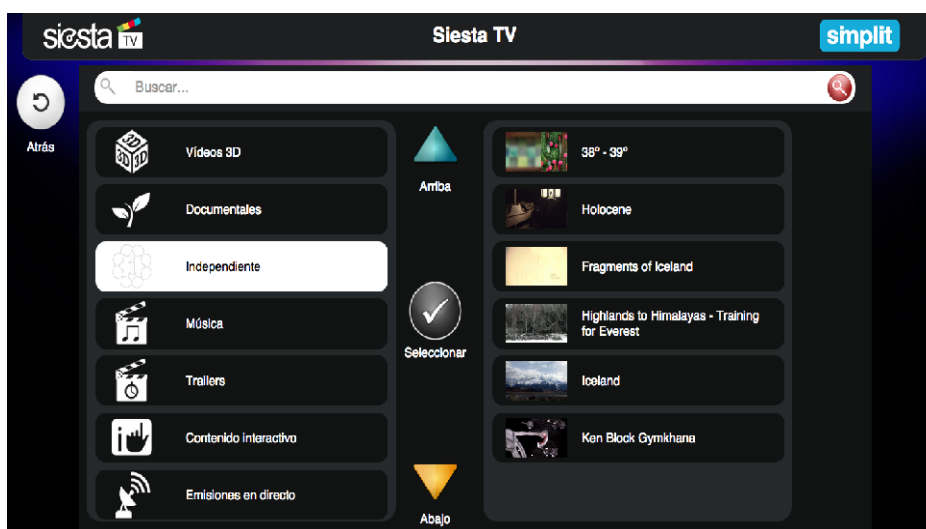 siesta TV
Siesta TV
simplit
Atrás
Buscar...
Vídeos 3D
Documentales
Independiente
Música
Trailers
Contenido interactivo
Emisiones en directo
Arriba
Seleccionar
Abajo
38º - 39º
Holocene
Fragments of Iceland
Highlands to Himalayas - Training
for Everest
Iceland
Ken Block Gymkhana